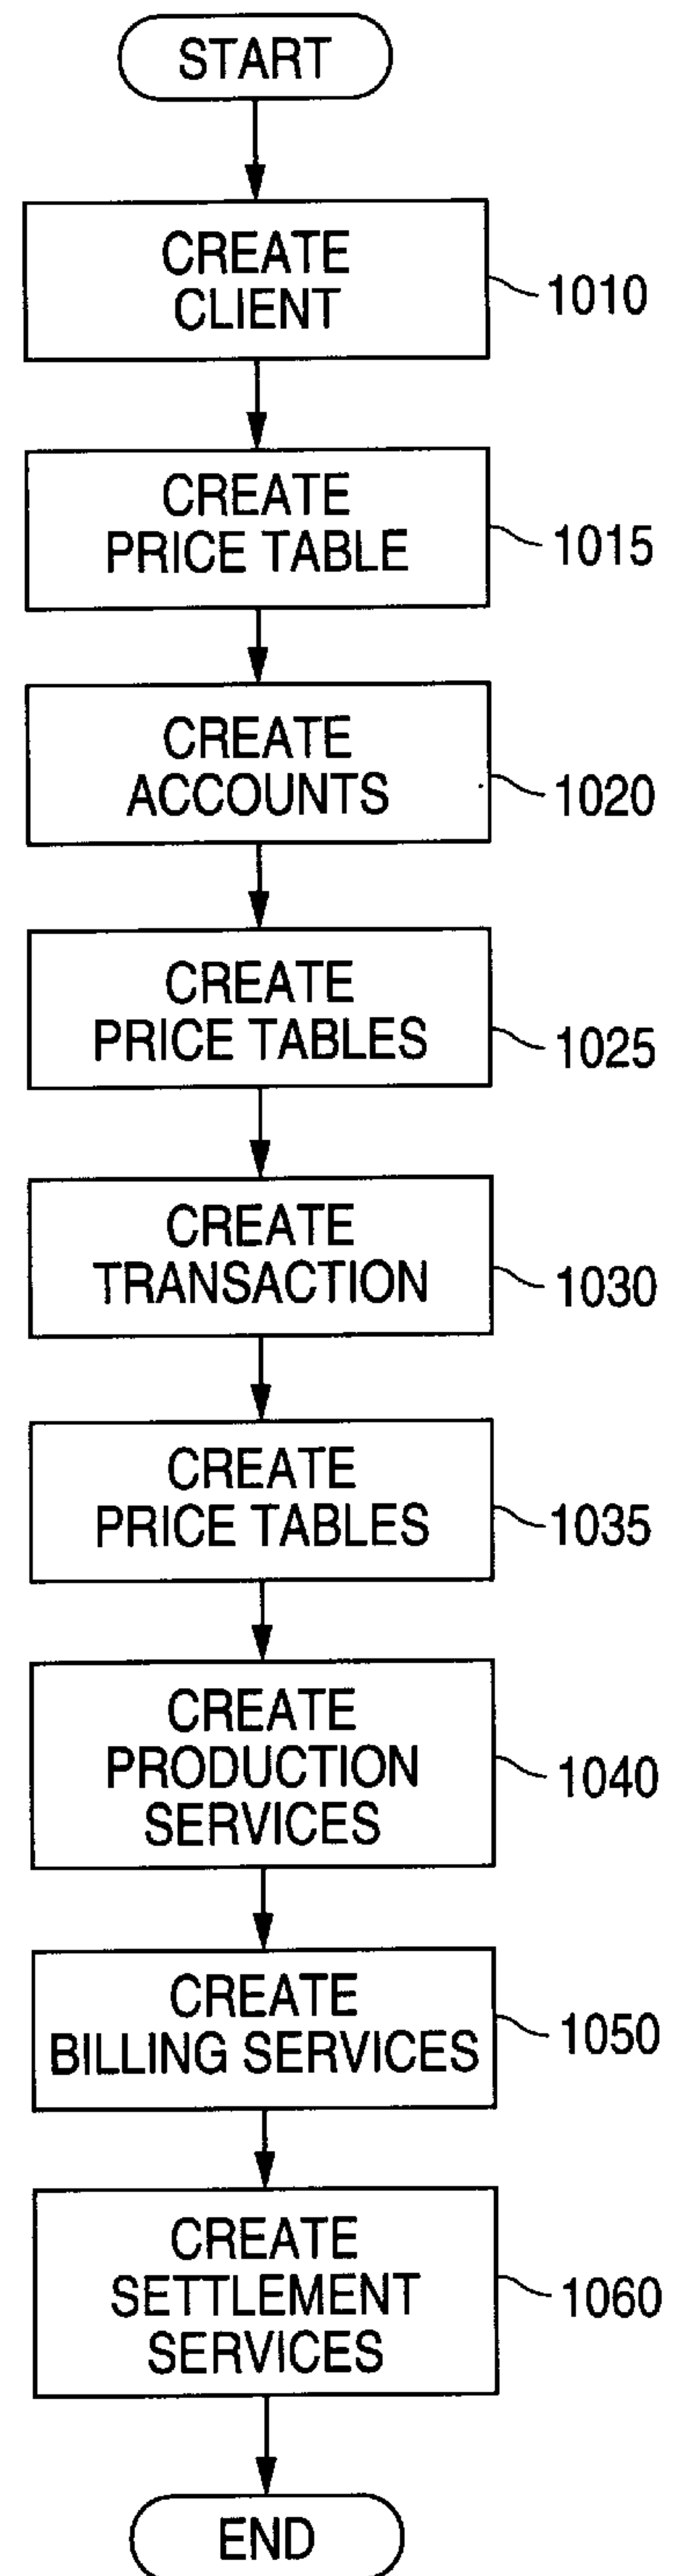 START
CREATE
CLIENT
1010
CREATE
PRICE TABLE
1015
CREATE
ACCOUNTS
1020
CREATE
PRICE TABLES
1025
CREATE
TRANSACTION
1030
CREATE
PRICE TABLES
1035
CREATE
PRODUCTION
SERVICES
1040
CREATE
BILLING SERVICES
1050
CREATE
SETTLEMENT
SERVICES
1060
END